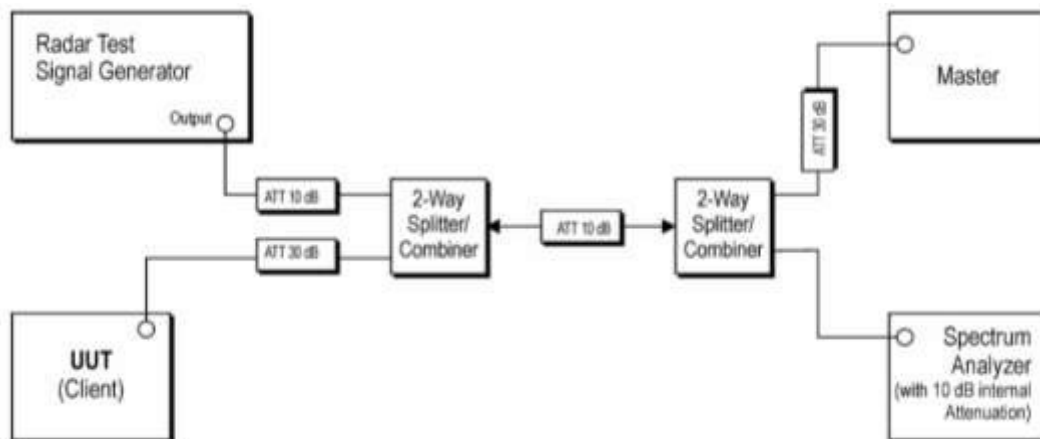 Radar Test
Signal Generator
Output
ATT 10 dB
ATT 30 dB
2-Way
Splitter/
Combiner
ATT 10 dB
2-Way
Splitter/
Combiner
ATT 30 dB
Master
UUT
(Client)
Spectrum
Analyzer
(with 10 dB internal
Attenuation)